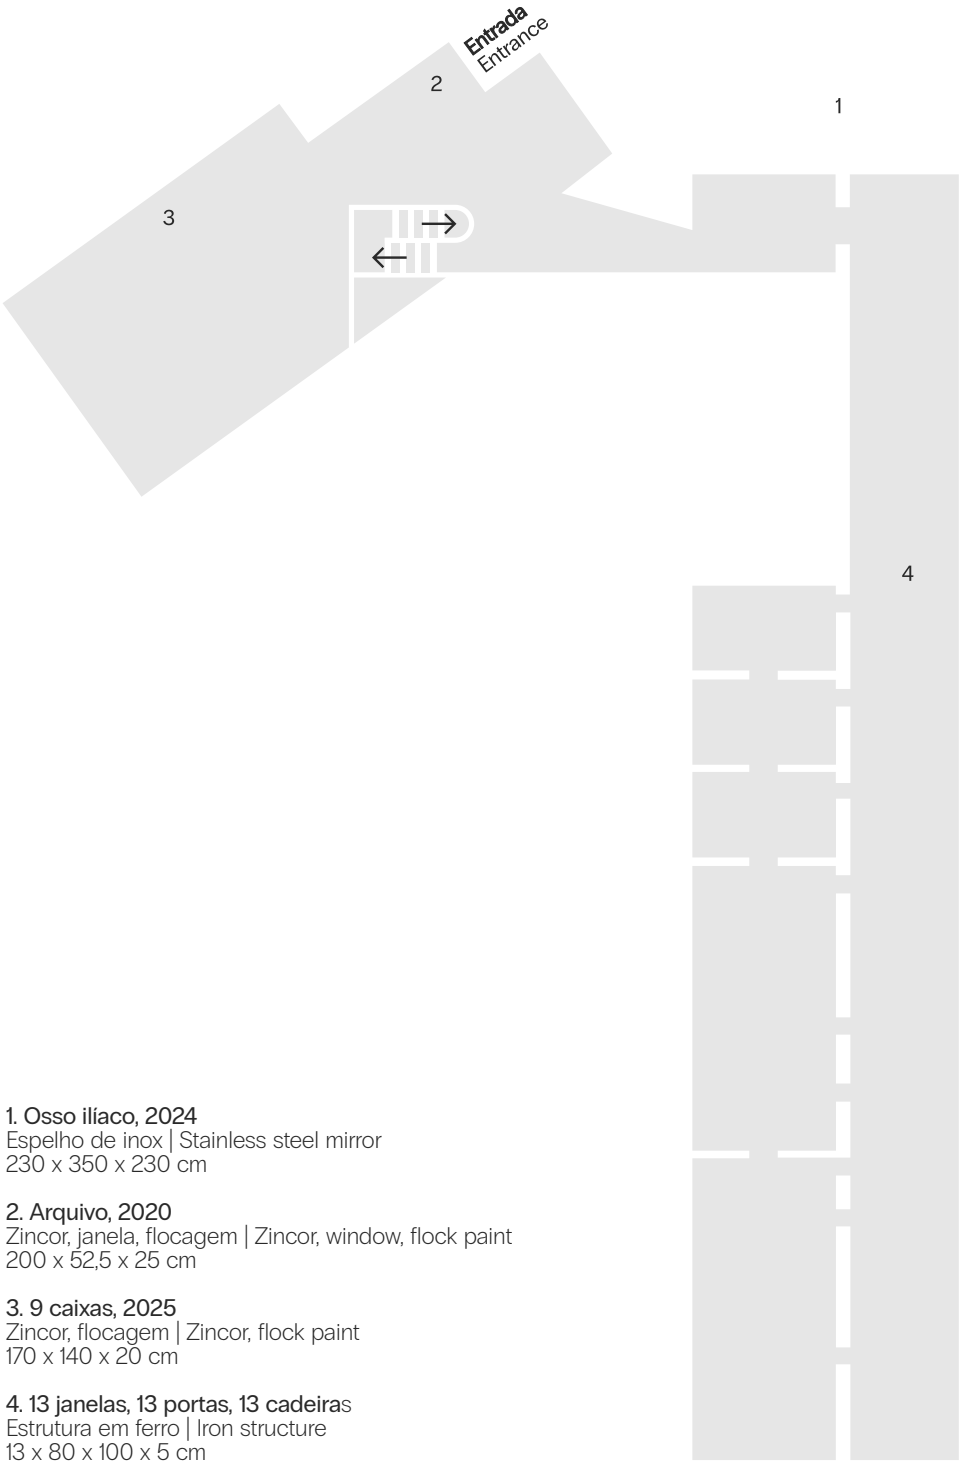 Entrada
Entrance
2
1
3
4
1. Osso ilíaco, 2024
Espelho de inox | Stainless steel mirror
230 x 350 x 230 cm
2. Arquivo, 2020
Zincor, janela, flocagem | Zincor, window, flock paint
200 x 52,5 x 25 cm
3. 9 caixas, 2025
Zincor, flocagem | Zincor, flock paint
170 x 140 x 20 cm
4. 13 janelas, 13 portas, 13 cadeiras
Estrutura em ferro | Iron structure
13 x 80 x 100 x 5 cm